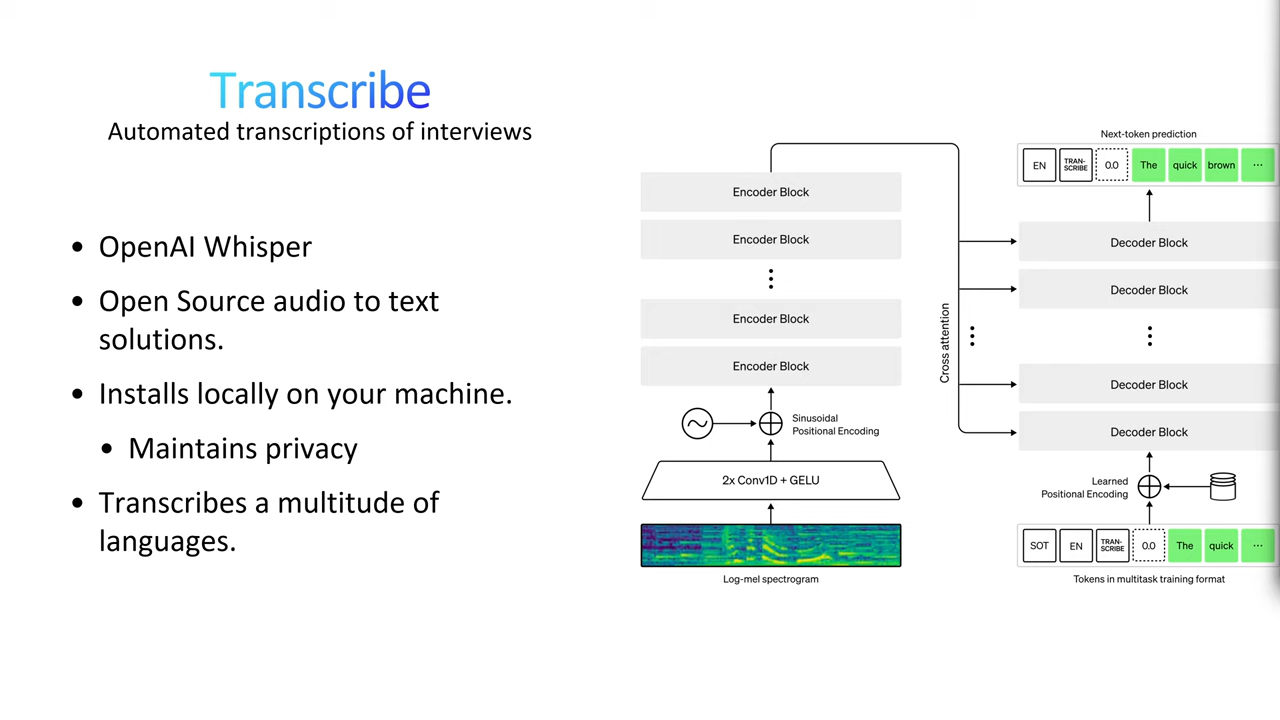 Transcribe
Automated transcriptions of interviews
• OpenAI Whisper
• Open Source audio to text
solutions.
• Installs locally on your machine.
• Maintains privacy
• Transcribes a multitude of
languages.
Encoder Block
Encoder Block
Encoder Block
Encoder Block
Sinusoidal
Positional Encoding
2x Conv1D + GELU
Log-mel spectrogram
Cross attention
Next-token prediction
EN TRAN-SCRIBE 0.0 The quick brown ...
Decoder Block
Decoder Block
Decoder Block
Decoder Block
Learned
Positional Encoding
SOT EN TRAN-SCRIBE 0.0 The quick ...
Tokens in multitask training format